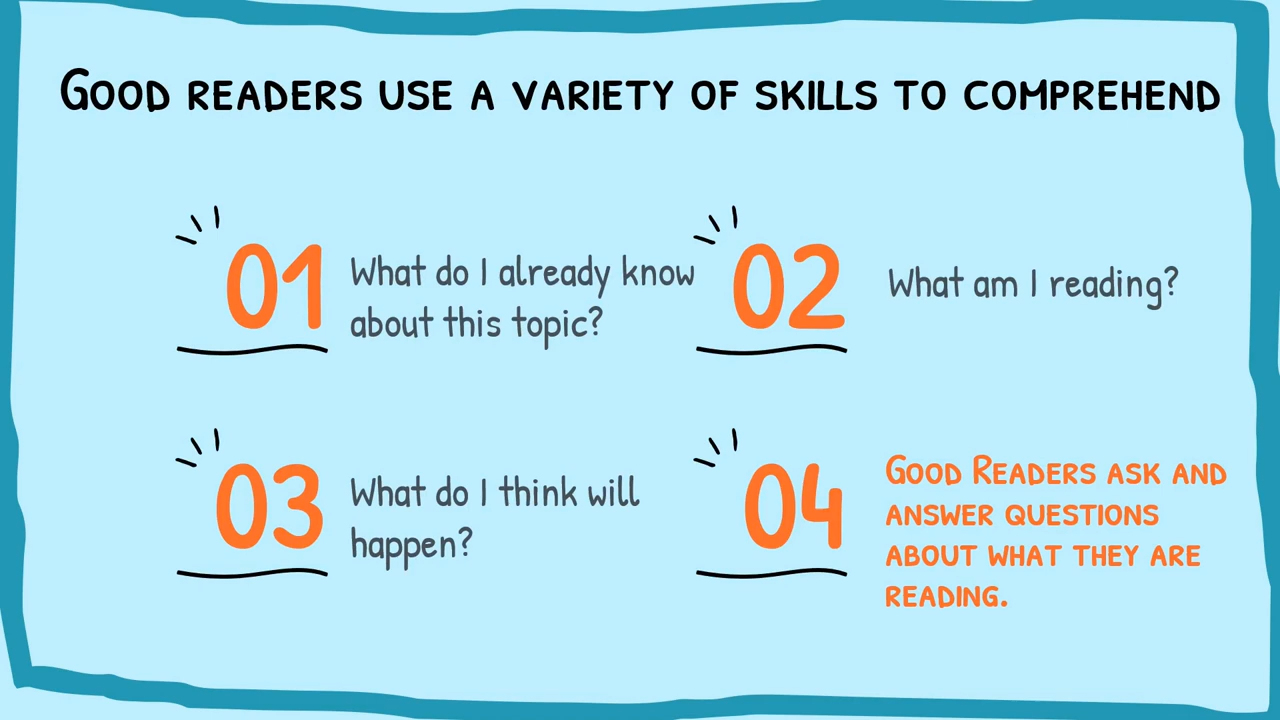 Good readers use a variety of skills to comprehend
01
What do I already know
about this topic?
02
What am I reading?
03
What do I think will
happen?
04
Good Readers ask and
answer questions
about what they are
reading.